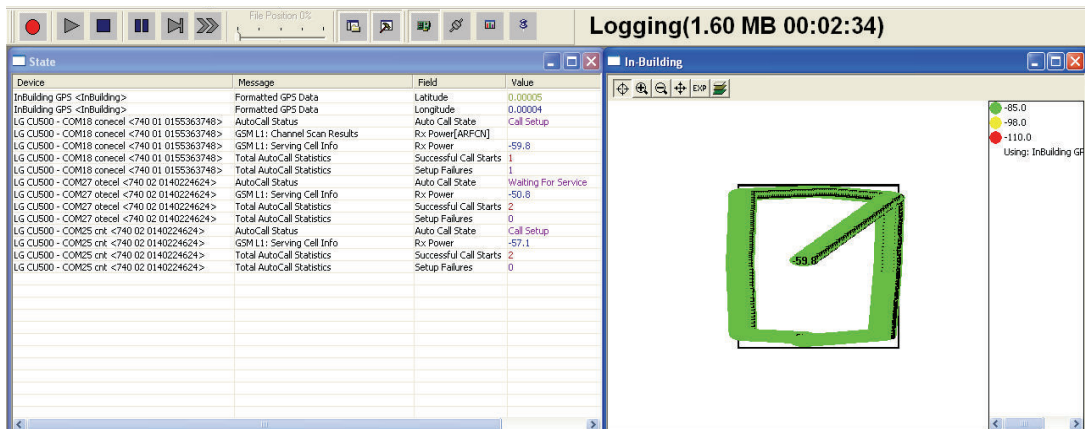 File Position 0%
Logging(1.60 MB 00:02:34)
State
Device Message Field Value
InBuilding GPS <InBuilding> Formatted GPS Data Latitude 0.00005
InBuilding GPS <InBuilding> Formatted GPS Data Longitude 0.00004
LG CU500 - COM18 conecel <740 01 0155363748> AutoCall Status Auto Call State Call Setup
LG CU500 - COM18 conecel <740 01 0155363748> GSM L1: Channel Scan Results Rx Power[ARFCN]
LG CU500 - COM18 conecel <740 01 0155363748> GSM L1: Serving Cell Info Rx Power -59.8
LG CU500 - COM18 conecel <740 01 0155363748> Total AutoCall Statistics Successful Call Starts 1
LG CU500 - COM18 conecel <740 01 0155363748> Total AutoCall Statistics Setup Failures 1
LG CU500 - COM27 otecel <740 02 0140224624> AutoCall Status Auto Call State Waiting For Service
LG CU500 - COM27 otecel <740 02 0140224624> GSM L1: Serving Cell Info Rx Power -50.8
LG CU500 - COM27 otecel <740 02 0140224624> Total AutoCall Statistics Successful Call Starts 2
LG CU500 - COM27 otecel <740 02 0140224624> Total AutoCall Statistics Setup Failures 0
LG CU500 - COM25 cnt <740 02 0140224624> AutoCall Status Auto Call State Call Setup
LG CU500 - COM25 cnt <740 02 0140224624> GSM L1: Serving Cell Info Rx Power -57.1
LG CU500 - COM25 cnt <740 02 0140224624> Total AutoCall Statistics Successful Call Starts 2
LG CU500 - COM25 cnt <740 02 0140224624> Total AutoCall Statistics Setup Failures 0
In-Building
EXP
-85.0
-98.0
-110.0
Using: InBuilding GP
-59.8